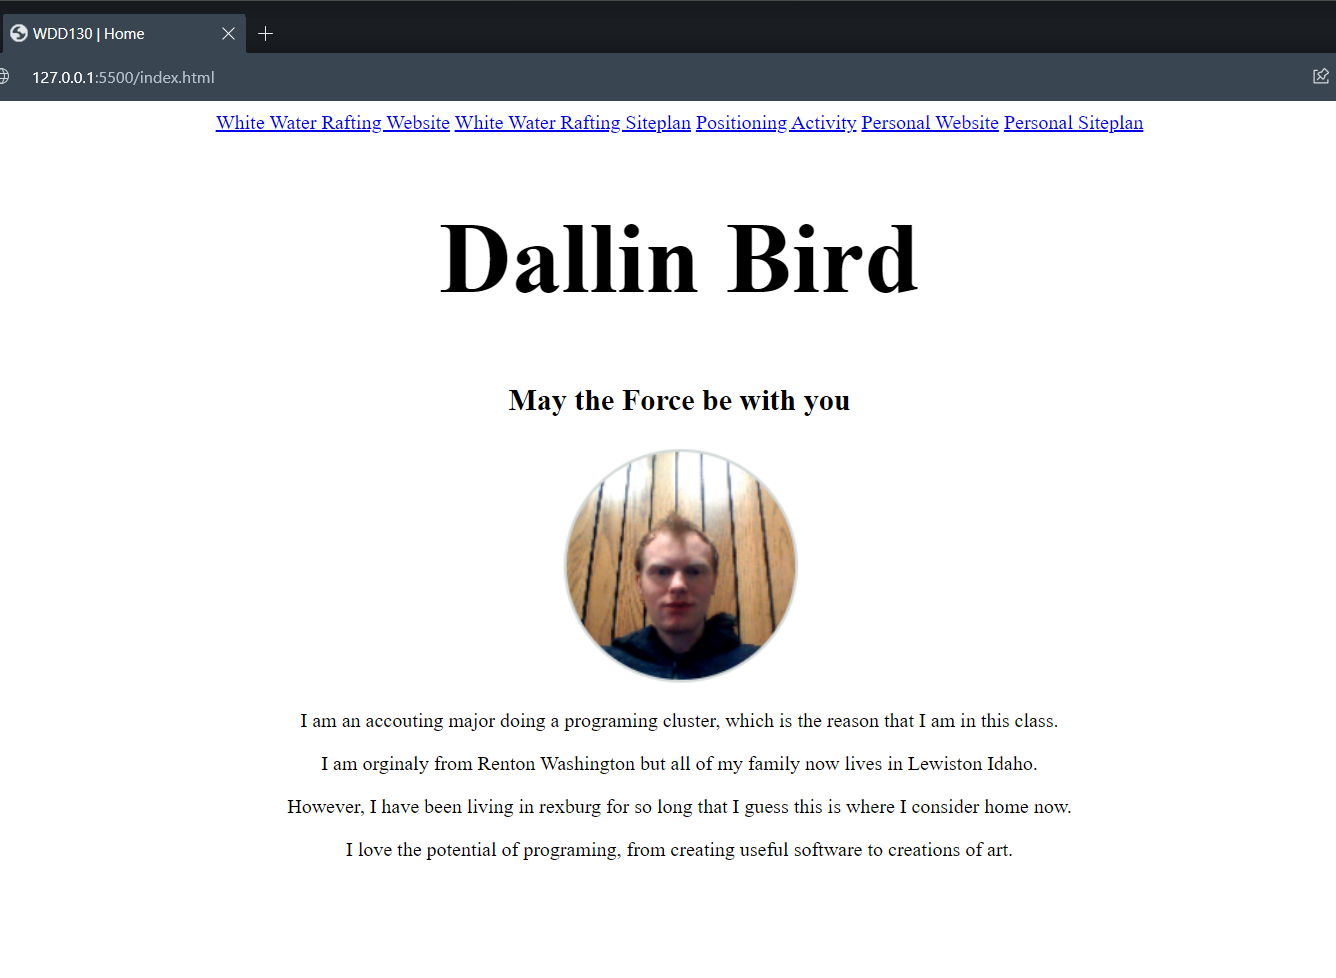 WDD130 | Home
127.0.0.1:5500/index.html
White Water Rafting Website White Water Rafting Siteplan Positioning Activity Personal Website Personal Siteplan
Dallin Bird
May the Force be with you
I am an accouting major doing a programing cluster, which is the reason that I am in this class.
I am orginaly from Renton Washington but all of my family now lives in Lewiston Idaho.
However, I have been living in rexburg for so long that I guess this is where I consider home now.
I love the potential of programing, from creating useful software to creations of art.